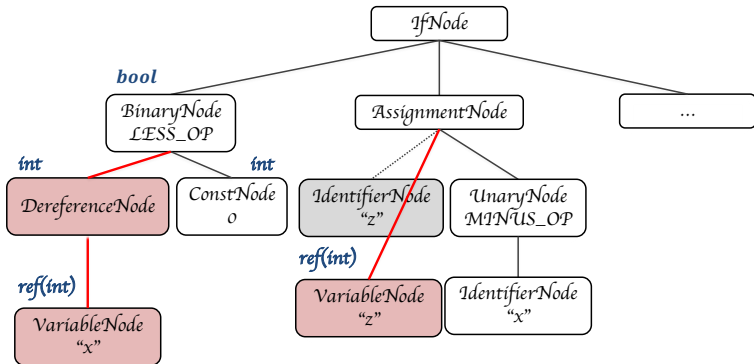 IfNode
bool
BinaryNode
LESS_OP
AssignmentNode
...
int
int
DereferenceNode
ConstNode
0
IdentifierNode
"z"
UnaryNode
MINUS_OP
ref(int)
ref(int)
VariableNode
"x"
VariableNode
"z"
IdentifierNode
"x"